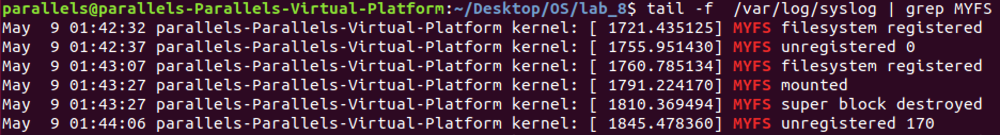 parallels@parallels-Parallels-Virtual-Platform:~/Desktop/OS/lab_8$ tail -f  /var/log/syslog | grep MYFS
May  9 01:42:32 parallels-Parallels-Virtual-Platform kernel: [ 1721.435125] MYFS filesystem registered
May  9 01:42:37 parallels-Parallels-Virtual-Platform kernel: [ 1755.951430] MYFS unregistered 0
May  9 01:43:07 parallels-Parallels-Virtual-Platform kernel: [ 1760.785134] MYFS filesystem registered
May  9 01:43:27 parallels-Parallels-Virtual-Platform kernel: [ 1791.224170] MYFS mounted
May  9 01:43:27 parallels-Parallels-Virtual-Platform kernel: [ 1810.369494] MYFS super block destroyed
May  9 01:44:06 parallels-Parallels-Virtual-Platform kernel: [ 1845.478360] MYFS unregistered 170